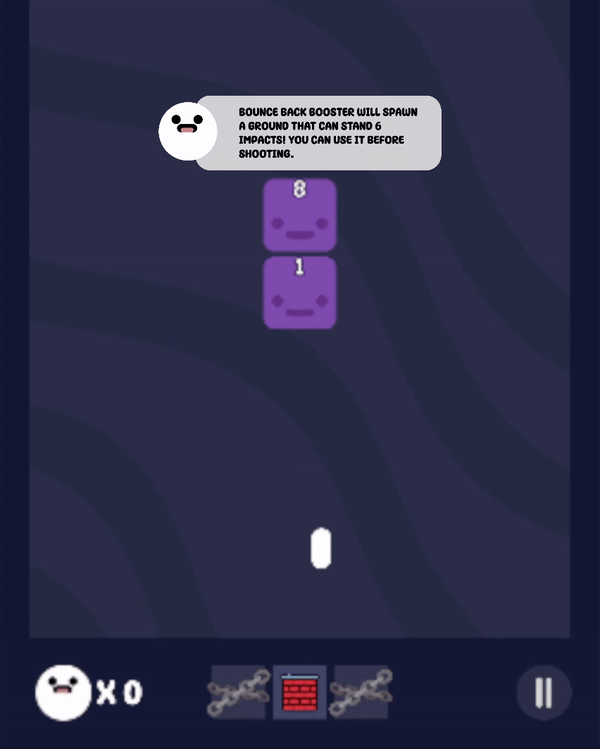 BOUNCE BACK BOOSTER WILL SPAWN
A GROUND THAT CAN STAND 6
IMPACTS! YOU CAN USE IT BEFORE
SHOOTING.
8
1
X 0